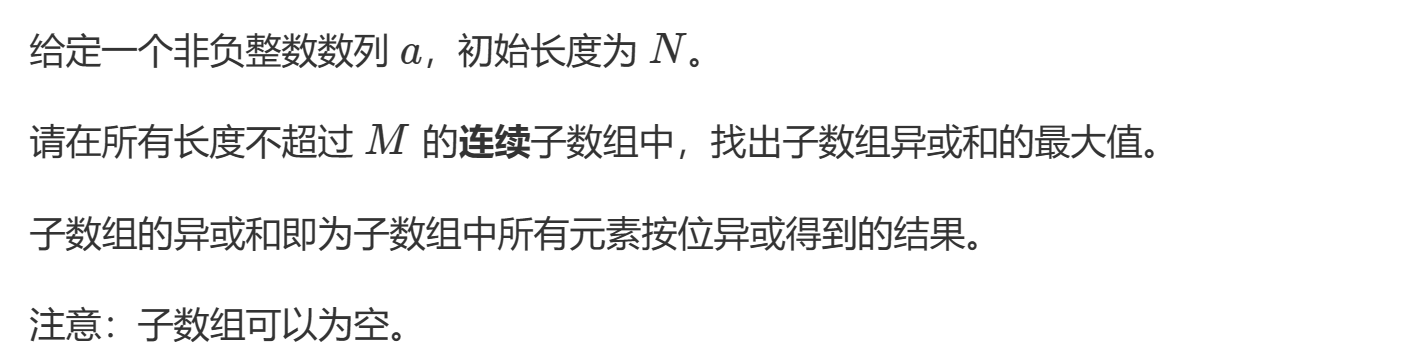 给定一个非负整数数列 a，初始长度为 N。
请在所有长度不超过 M 的连续子数组中，找出子数组异或和的最大值。
子数组的异或和即为子数组中所有元素按位异或得到的结果。
注意：子数组可以为空。